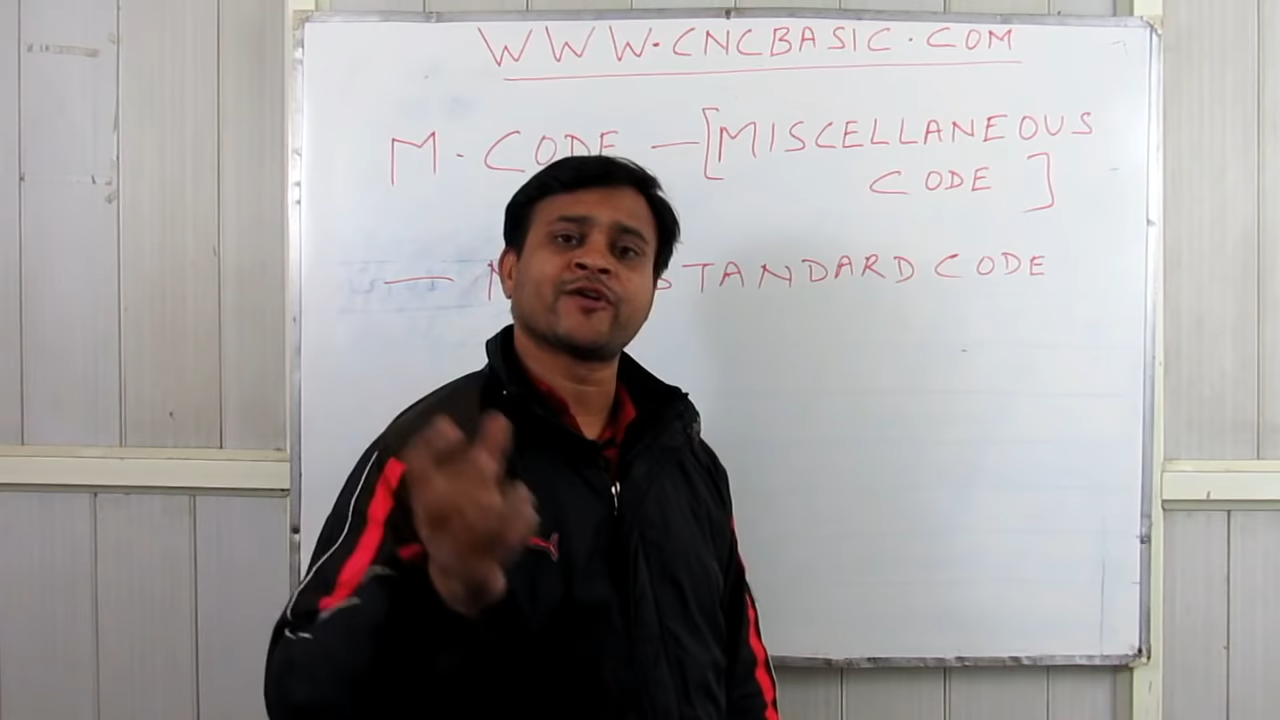 WWW.CNCBASIC.COM
M-CODE — [MISCELLANEOUS
CODE]
— STANDARD CODE